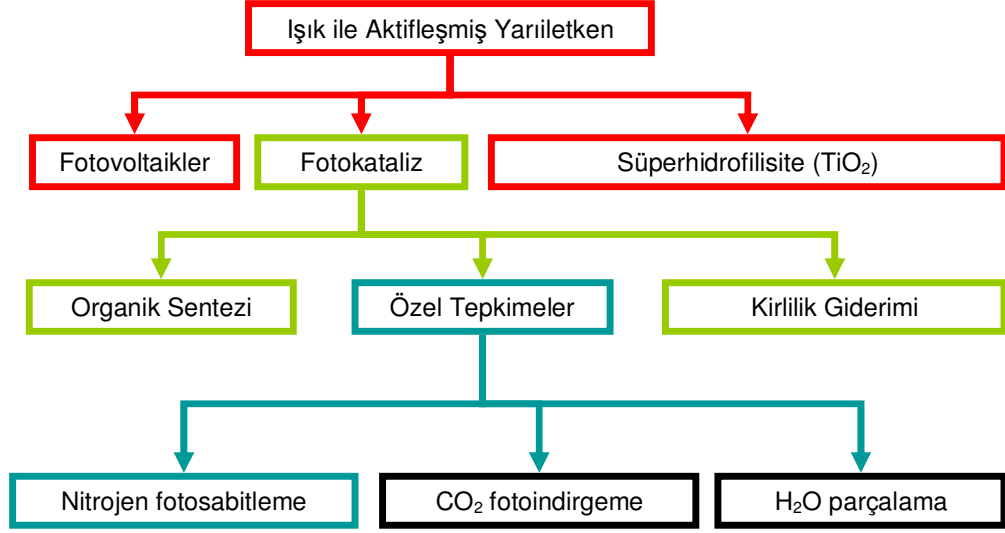 Işık ile Aktifleşmiş Yarıiletken
Fotovoltaikler
Fotokataliz
Süperhidrofilisite (TiO₂)
Organik Sentezi
Özel Tepkimeler
Kirlilik Giderimi
Nitrojen fotosabitleme
CO₂ fotoindirgeme
H₂O parçalama